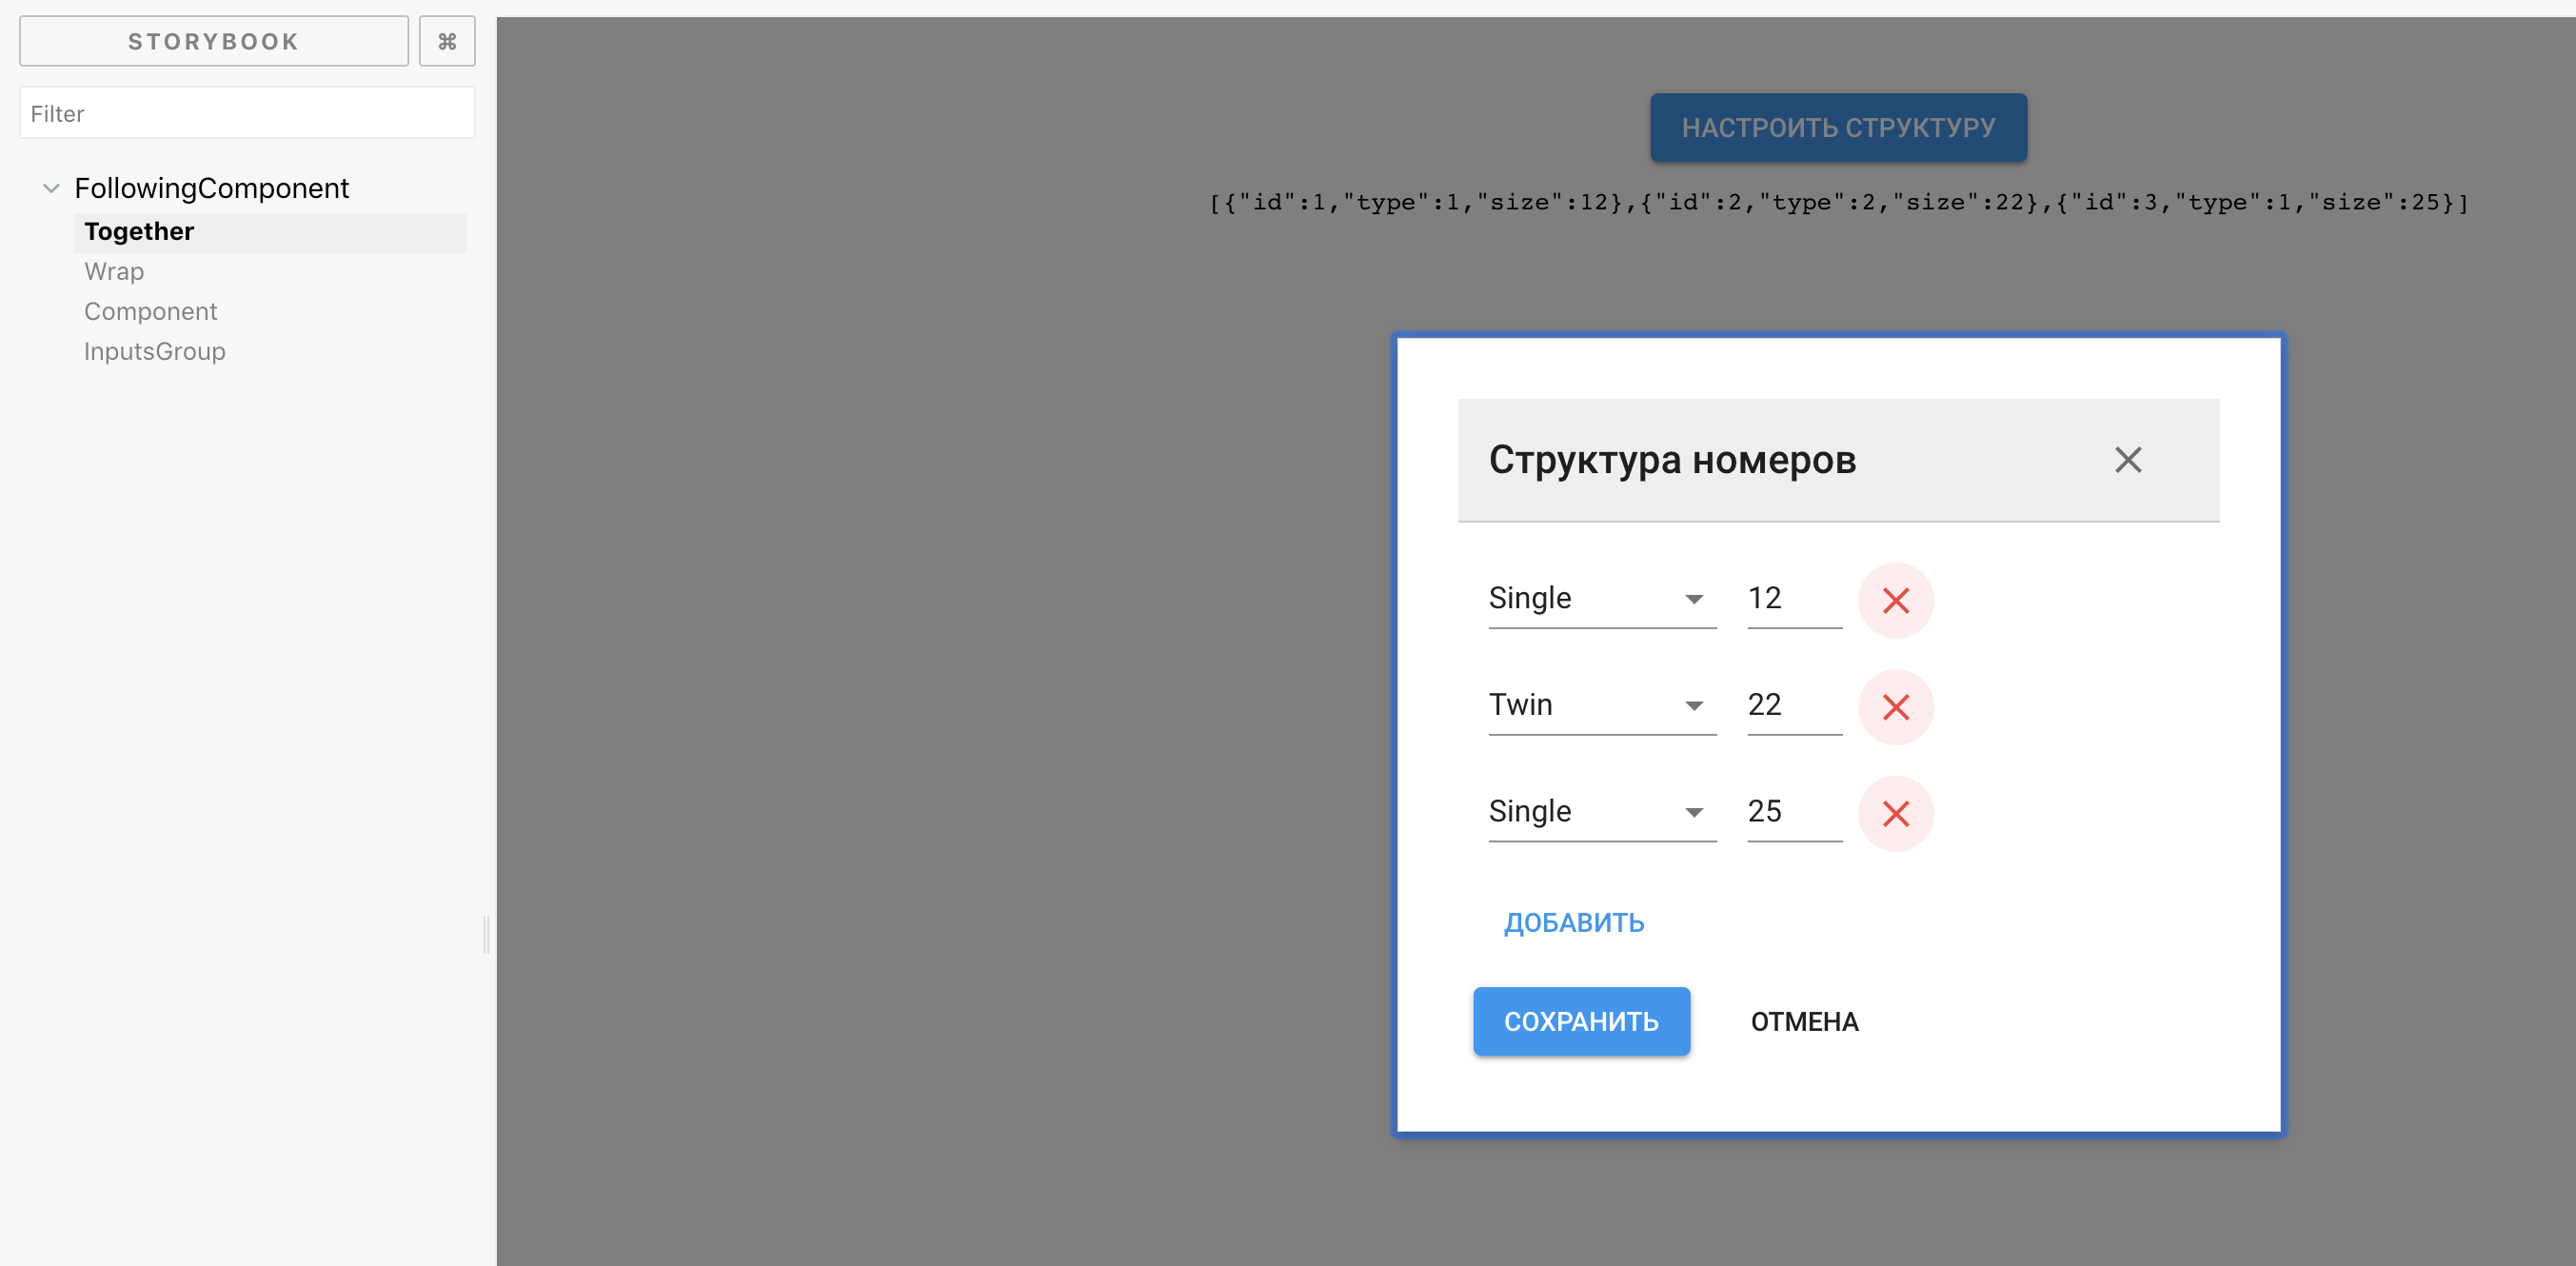 STORYBOOK ⌘
Filter
FollowingComponent
Together
Wrap
Component
InputsGroup
НАСТРОИТЬ СТРУКТУРУ
[{"id":1,"type":1,"size":12},{"id":2,"type":2,"size":22},{"id":3,"type":1,"size":25}]
Структура номеров
Single 12
Twin 22
Single 25
ДОБАВИТЬ
СОХРАНИТЬ ОТМЕНА